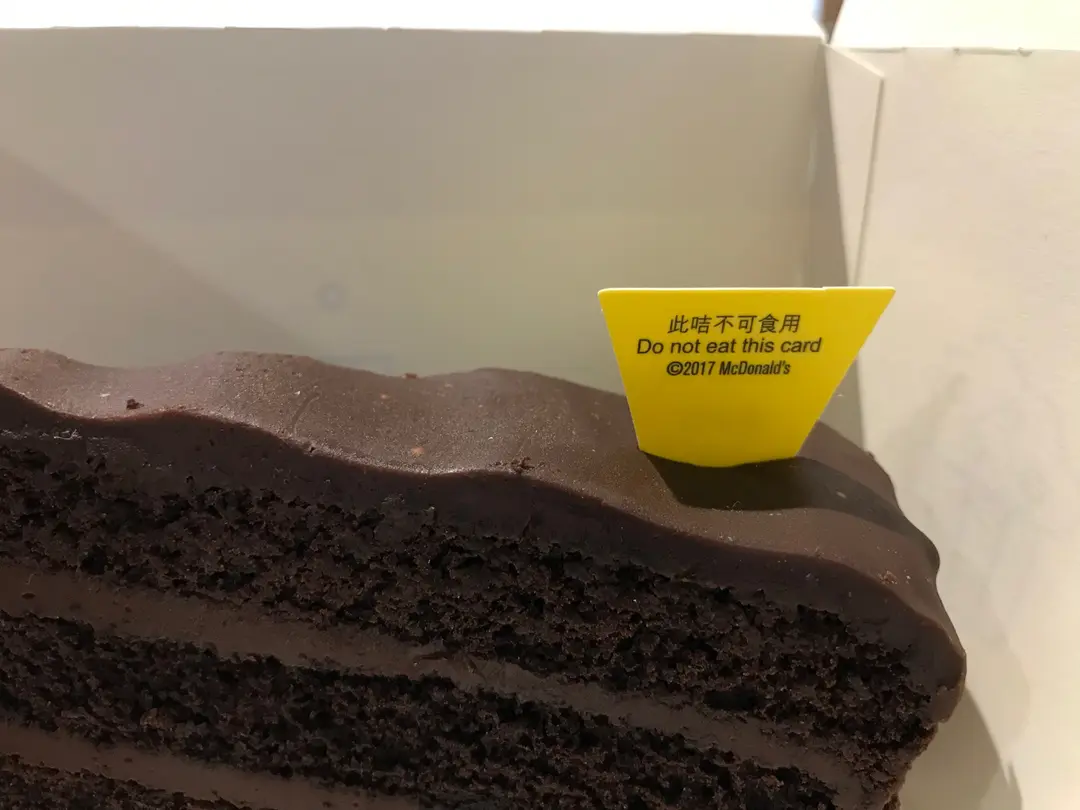 此咭不可食用
Do not eat this card
©2017 McDonald's